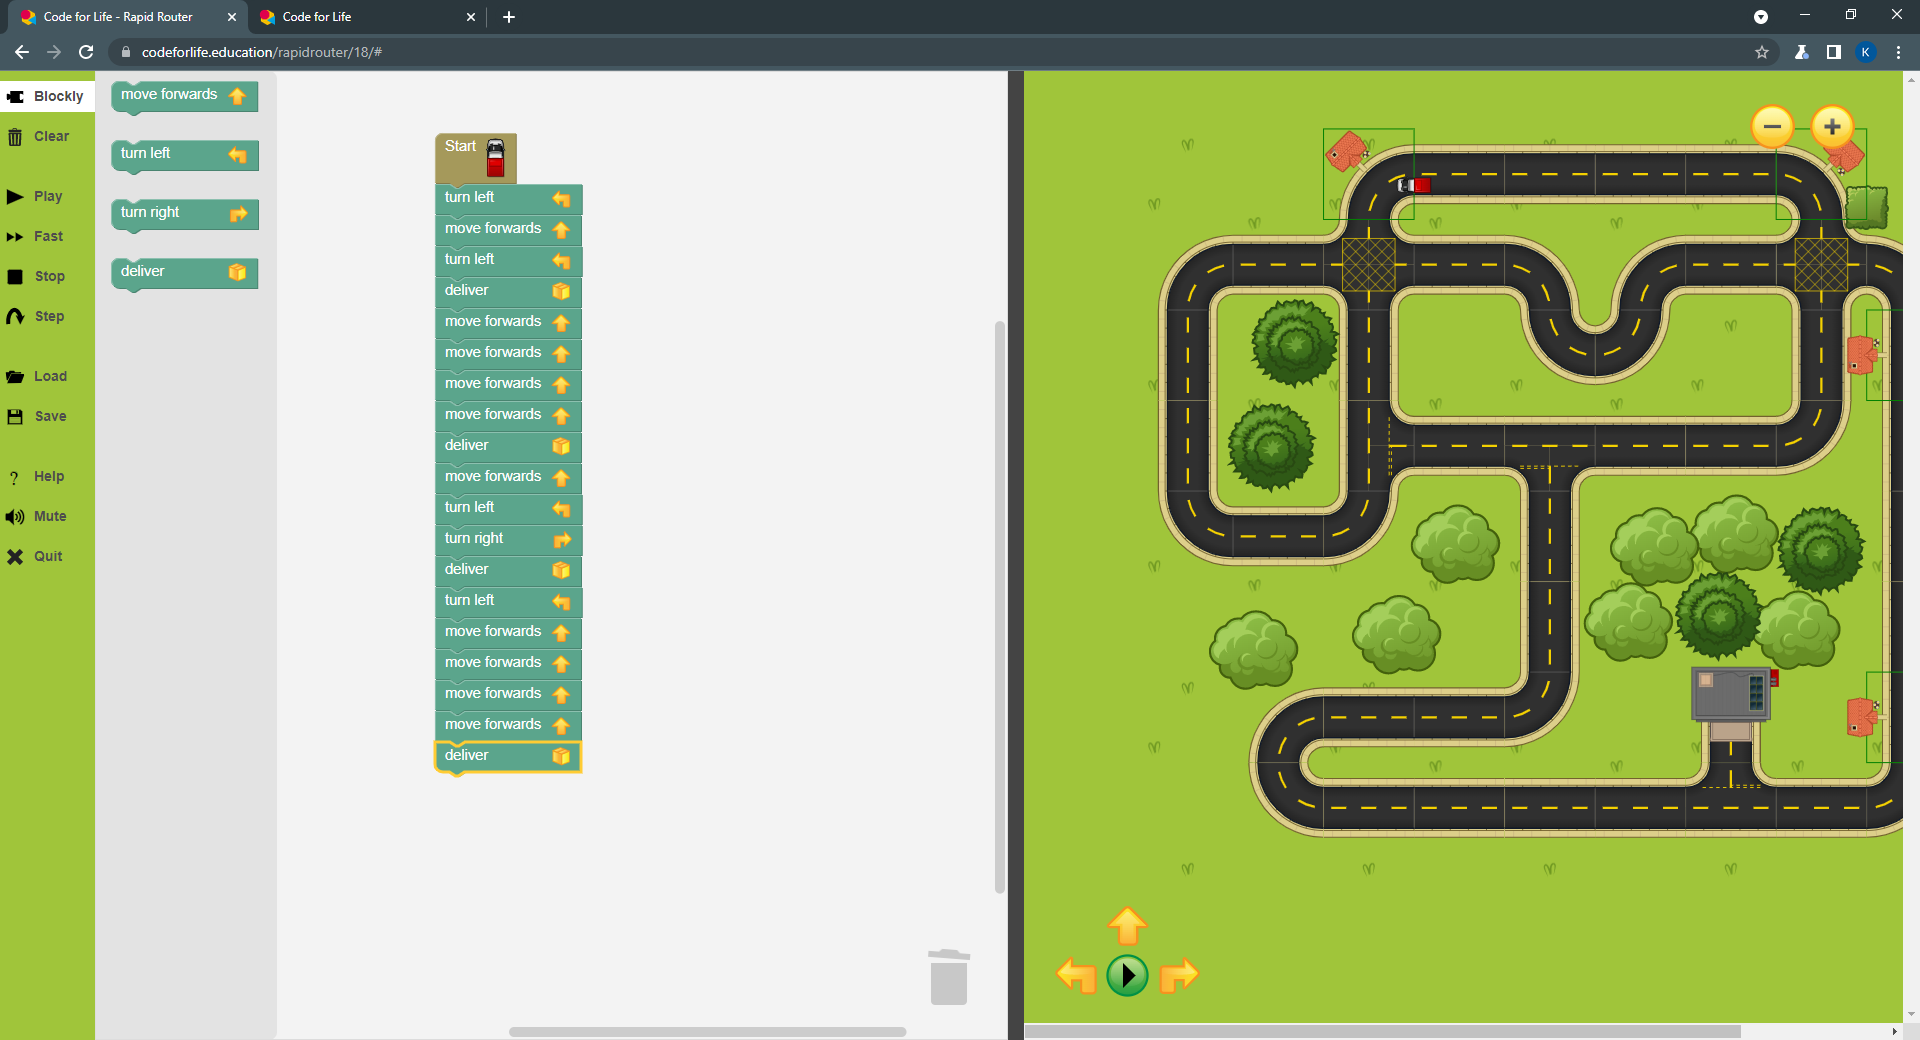 Code for Life - Rapid Router
Code for Life
codeforlife.education/rapidrouter/18/#
K
Blockly
Clear
Play
Fast
Stop
Step
Load
Save
Help
Mute
Quit
move forwards
turn left
turn right
deliver
Start
turn left
move forwards
turn left
deliver
move forwards
move forwards
move forwards
move forwards
deliver
move forwards
turn left
turn right
deliver
turn left
move forwards
move forwards
move forwards
move forwards
deliver